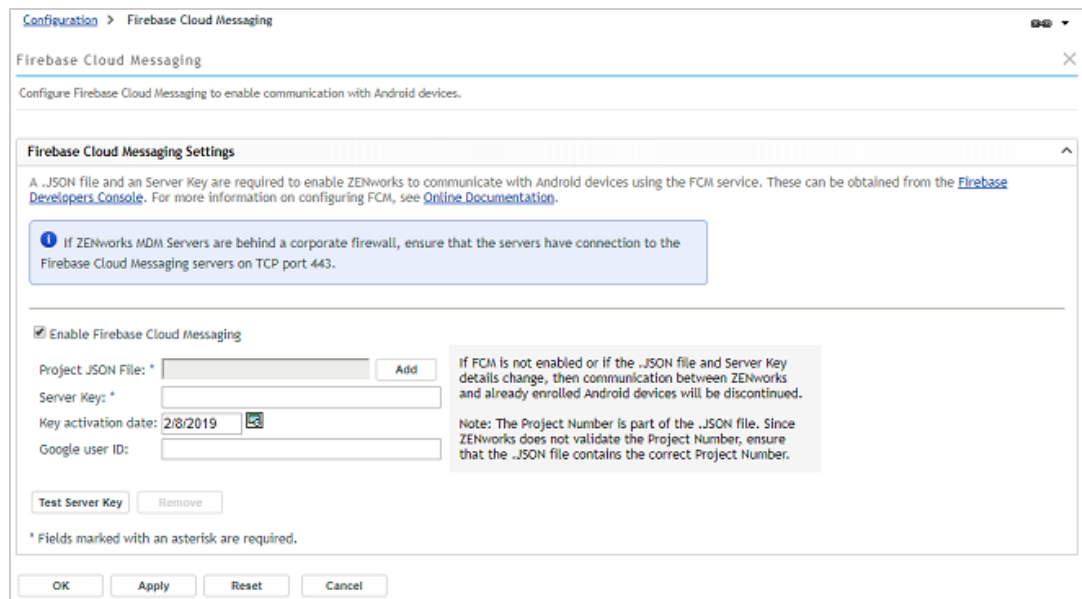 Configuration > Firebase Cloud Messaging
Firebase Cloud Messaging
Configure Firebase Cloud Messaging to enable communication with Android devices.
Firebase Cloud Messaging Settings
A .JSON file and an Server Key are required to enable ZENworks to communicate with Android devices using the FCM service. These can be obtained from the Firebase
Developers Console. For more information on configuring FCM, see Online Documentation.
If ZENworks MDM Servers are behind a corporate firewall, ensure that the servers have connection to the
Firebase Cloud Messaging servers on TCP port 443.
Enable Firebase Cloud Messaging
Project JSON File: * Add
Server Key: *
Key activation date: 2/8/2019
Google user ID:
If FCM is not enabled or if the .JSON file and Server Key
details change, then communication between ZENworks
and already enrolled Android devices will be discontinued.
Note: The Project Number is part of the .JSON file. Since
ZENworks does not validate the Project Number, ensure
that the .JSON file contains the correct Project Number.
Test Server Key Remove
* Fields marked with an asterisk are required.
OK Apply Reset Cancel